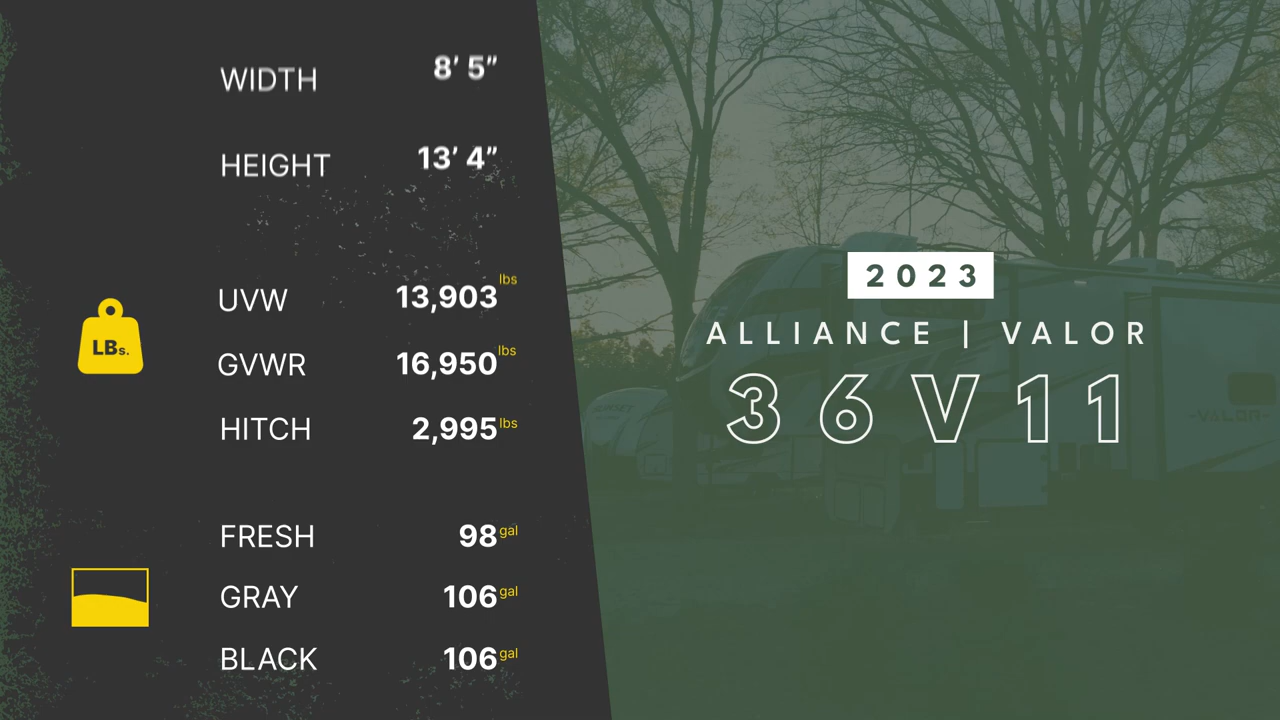 WIDTH 8’ 5”
HEIGHT 13’ 4”
LBs.
UVW 13,903 lbs
GVWR 16,950 lbs
HITCH 2,995 lbs
FRESH 98 gal
GRAY 106 gal
BLACK 106 gal
2023
ALLIANCE | VALOR
36V11
-VALOR-